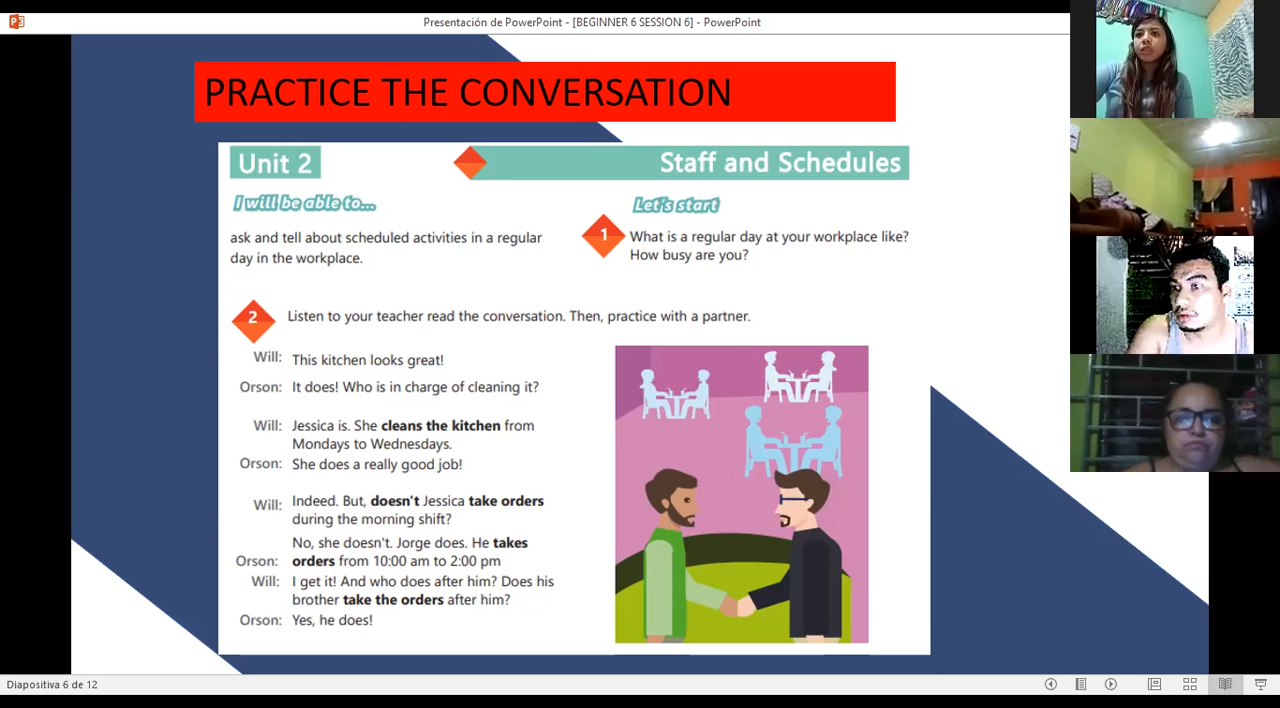 Presentación de PowerPoint - [BEGINNER 6 SESSION 6] - PowerPoint
PRACTICE THE CONVERSATION
Unit 2
Staff and Schedules
I will be able to...
ask and tell about scheduled activities in a regular
day in the workplace.
Let's start
1
What is a regular day at your workplace like?
How busy are you?
2
Listen to your teacher read the conversation. Then, practice with a partner.
Will: This kitchen looks great!
Orson: It does! Who is in charge of cleaning it?
Will: Jessica is. She cleans the kitchen from
Mondays to Wednesdays.
Orson: She does a really good job!
Will: Indeed. But, doesn't Jessica take orders
during the morning shift?
No, she doesn't. Jorge does. He takes
Orson: orders from 10:00 am to 2:00 pm
Will: I get it! And who does after him? Does his
brother take the orders after him?
Orson: Yes, he does!
Diapositiva 6 de 12